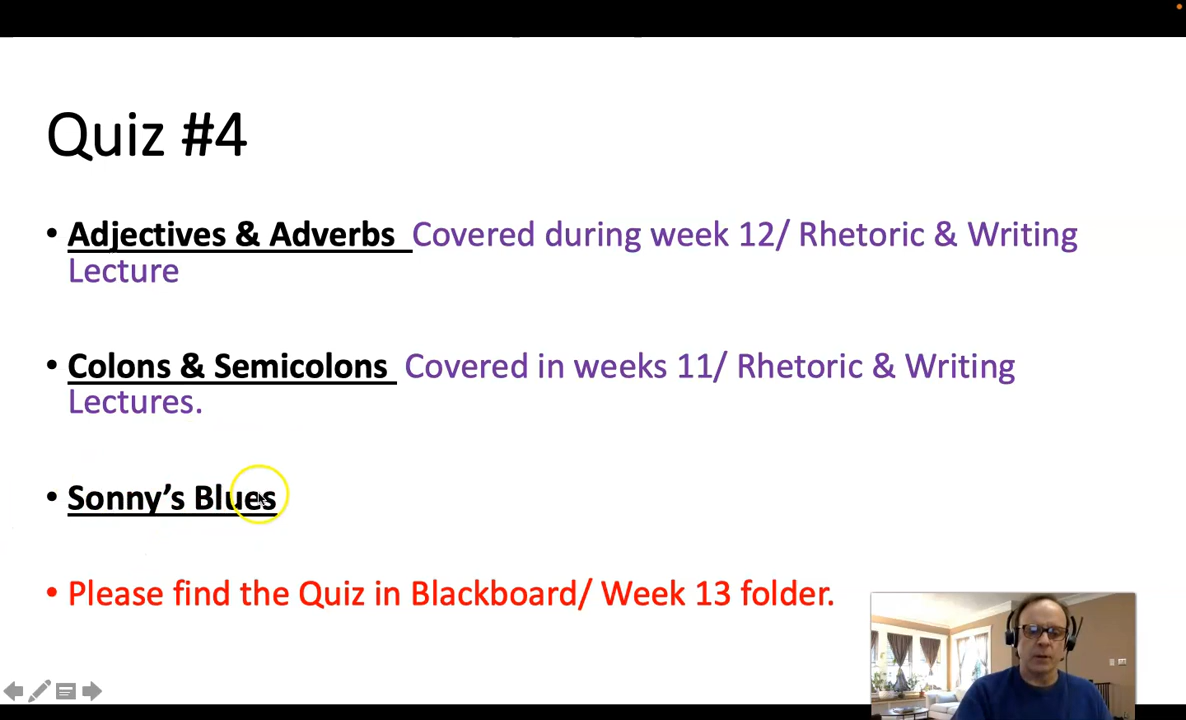 Quiz #4
• Adjectives & Adverbs Covered during week 12/ Rhetoric & Writing
Lecture
• Colons & Semicolons Covered in weeks 11/ Rhetoric & Writing
Lectures.
• Sonny’s Blues
• Please find the Quiz in Blackboard/ Week 13 folder.